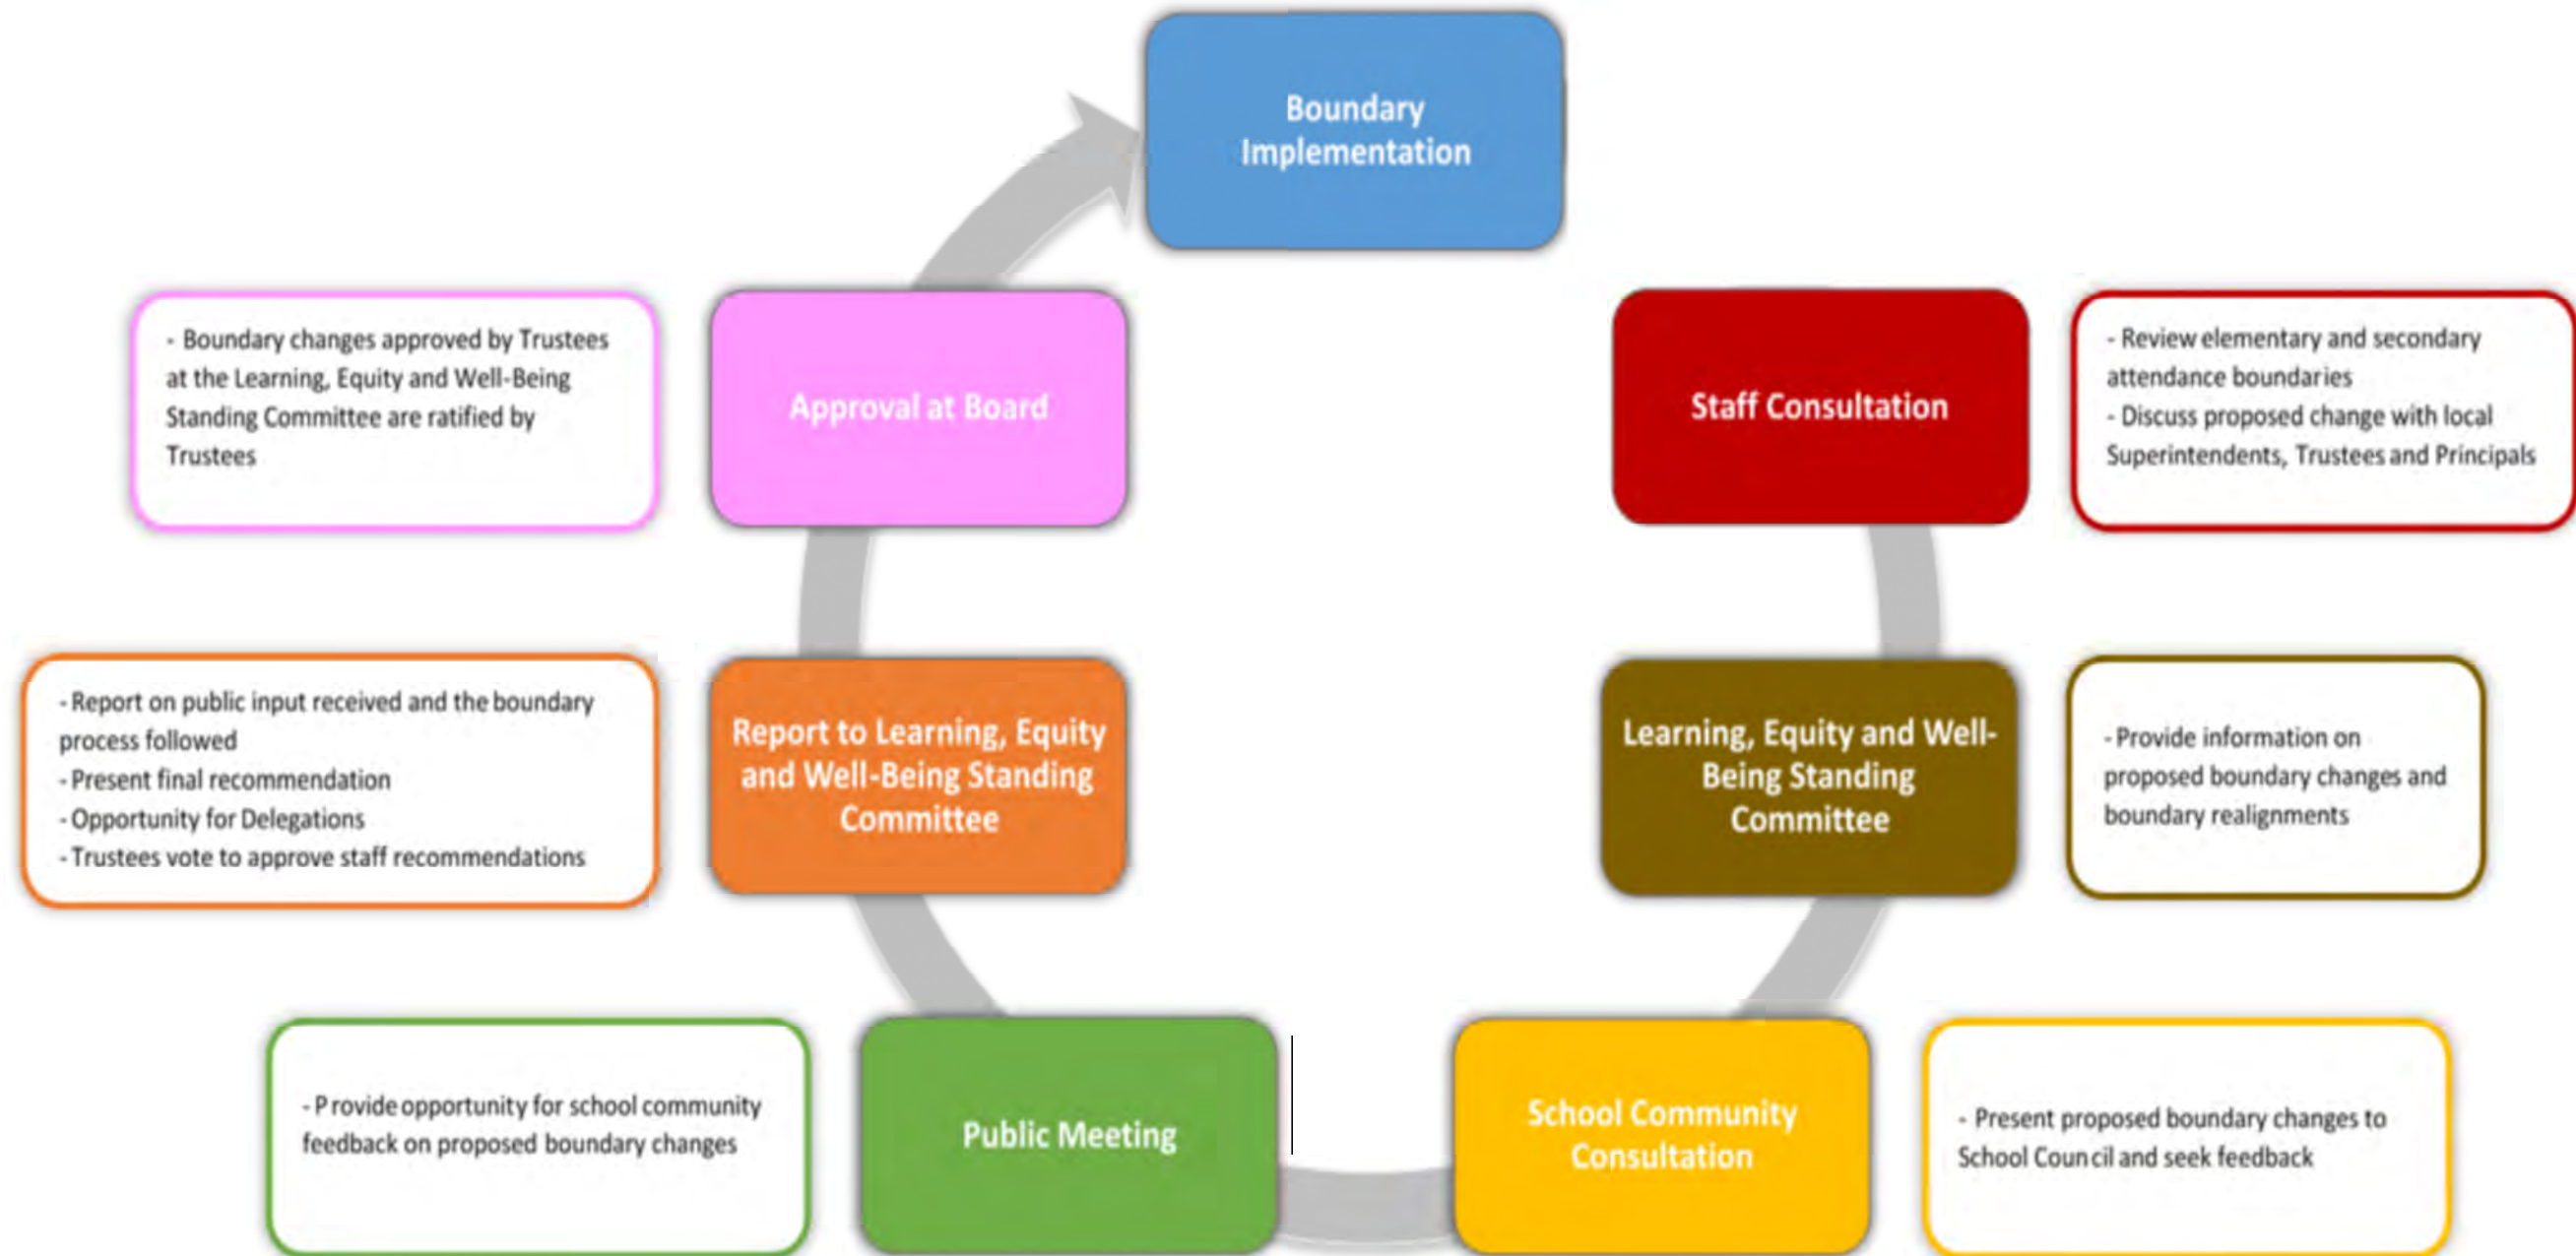 Boundary
Implementation
- Boundary changes approved by Trustees
at the Learning, Equity and Well-Being
Standing Committee are ratified by
Trustees
Approval at Board
Staff Consultation
- Review elementary and secondary
attendance boundaries
- Discuss proposed change with local
Superintendents, Trustees and Principals
- Report on public input received and the boundary
process followed
- Present final recommendation
- Opportunity for Delegations
- Trustees vote to approve staff recommendations
Report to Learning, Equity
and Well-Being Standing
Committee
Learning, Equity and Well-
Being Standing
Committee
- Provide information on
proposed boundary changes and
boundary realignments
- Provide opportunity for school community
feedback on proposed boundary changes
Public Meeting
School Community
Consultation
- Present proposed boundary changes to
School Council and seek feedback